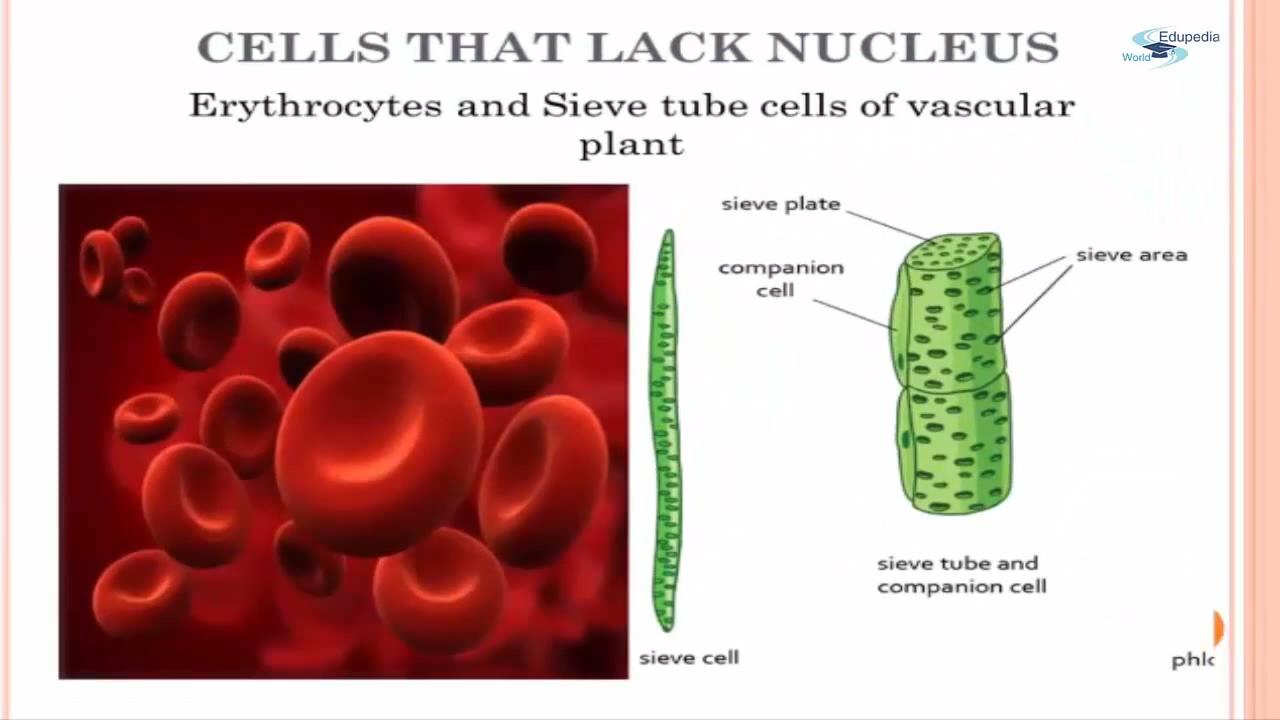 CELLS THAT LACK NUCLEUS
Edupedia
World
Erythrocytes and Sieve tube cells of vascular
plant
sieve plate
companion
cell
sieve area
sieve tube and
companion cell
sieve cell